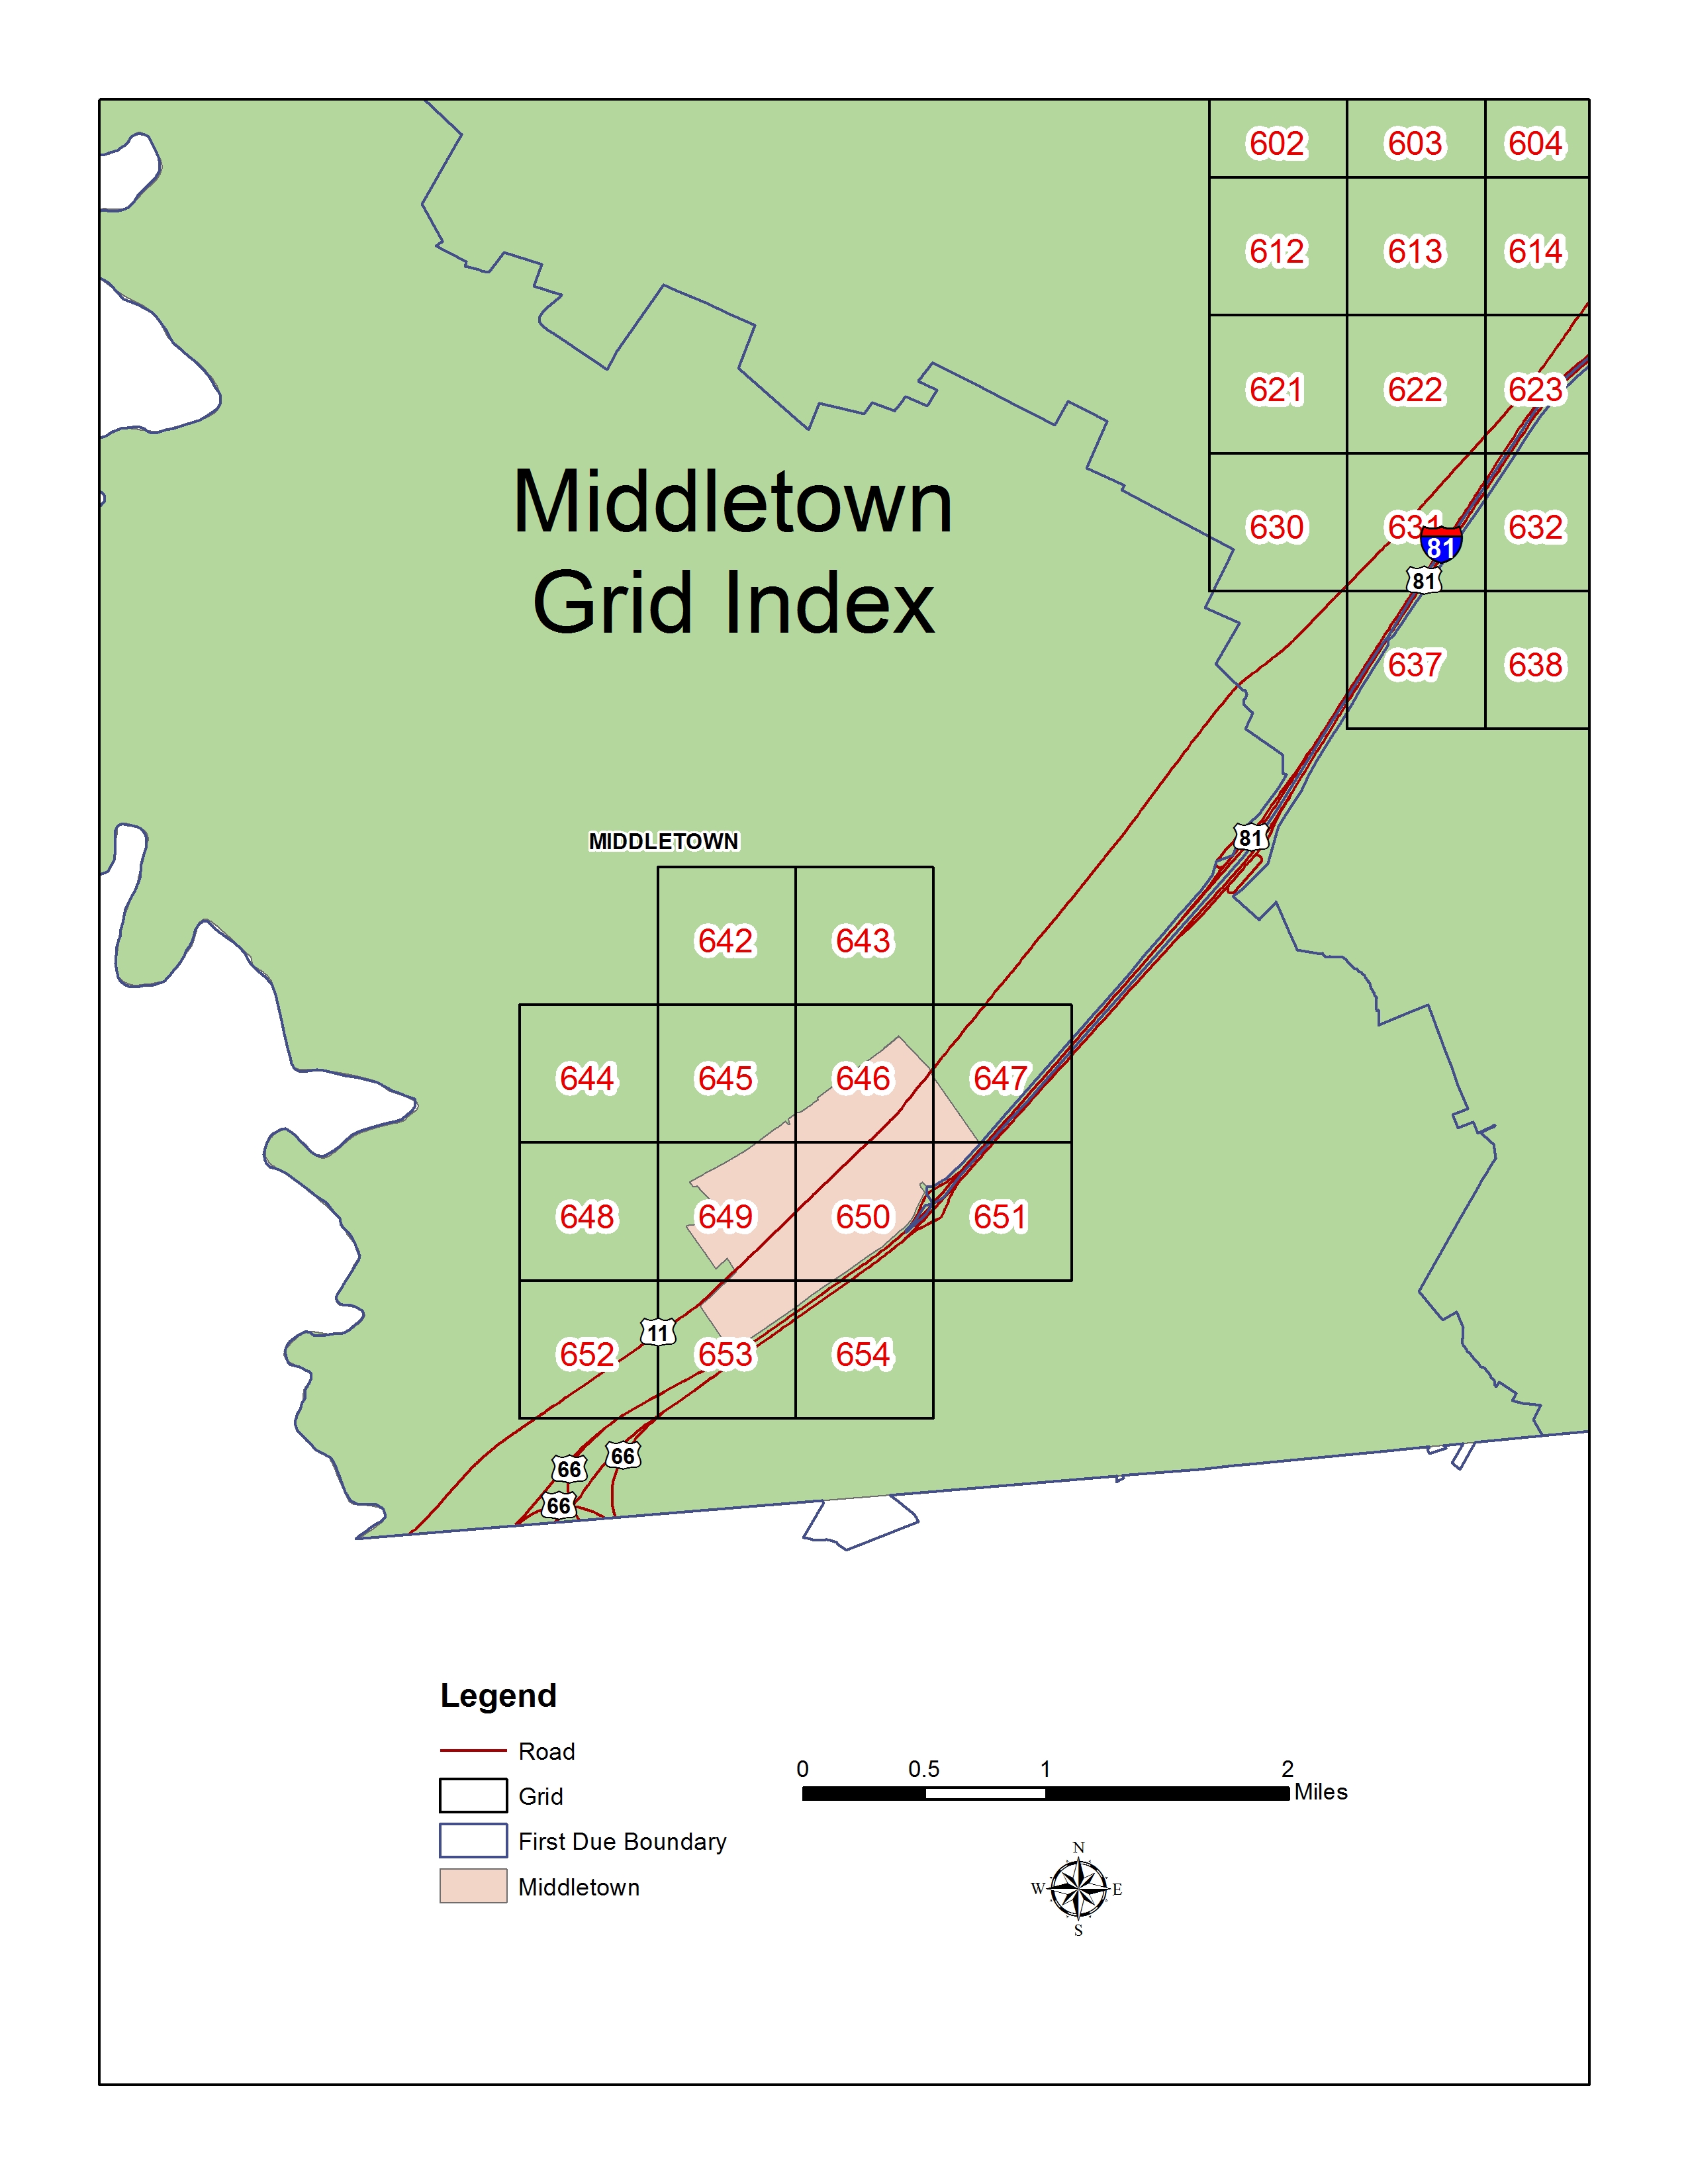 602 603 604
612 613 614
621 622 623
Middletown
Grid Index
630 631 632
81
81
637 638
81
MIDDLETOWN
642 643
644 645 646 647
648 649 650 651
11
652 653 654
66
66
66
Legend
Road
Grid
First Due Boundary
Middletown
0 0.5 1 2
Miles
N
W E
S